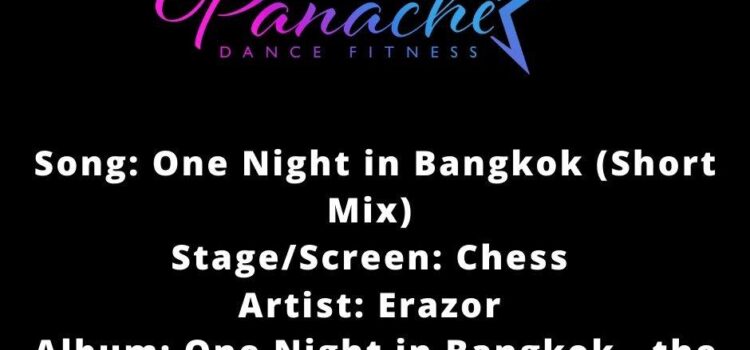 Panache
DANCE FITNESS
Song: One Night in Bangkok (Short
Mix)
Stage/Screen: Chess
Artist: Erazor
Album: One Night in Bangkok - the